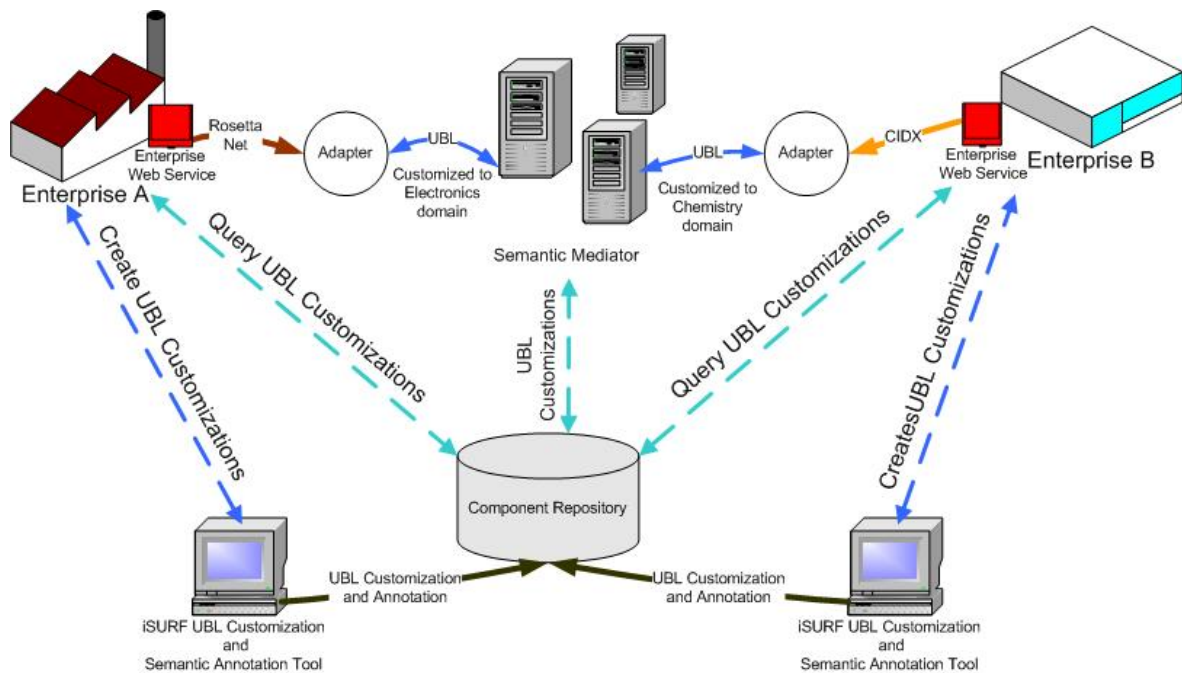 Rosetta
Net
Enterprise
Web Service
Enterprise A
Adapter
UBL
Customized to
Electronics
domain
Semantic Mediator
UBL
Customized to
Chemistry
domain
Adapter
CIDX
Enterprise
Web Service
Enterprise B
Create UBL Customizations
Query UBL Customizations
UBL
Customizations
Query UBL Customizations
CreatesUBL Customizations
Component Repository
UBL Customization
and Annotation
UBL Customization
and Annotation
iSURF UBL Customization
and
Semantic Annotation Tool
iSURF UBL Customization
and
Semantic Annotation Tool